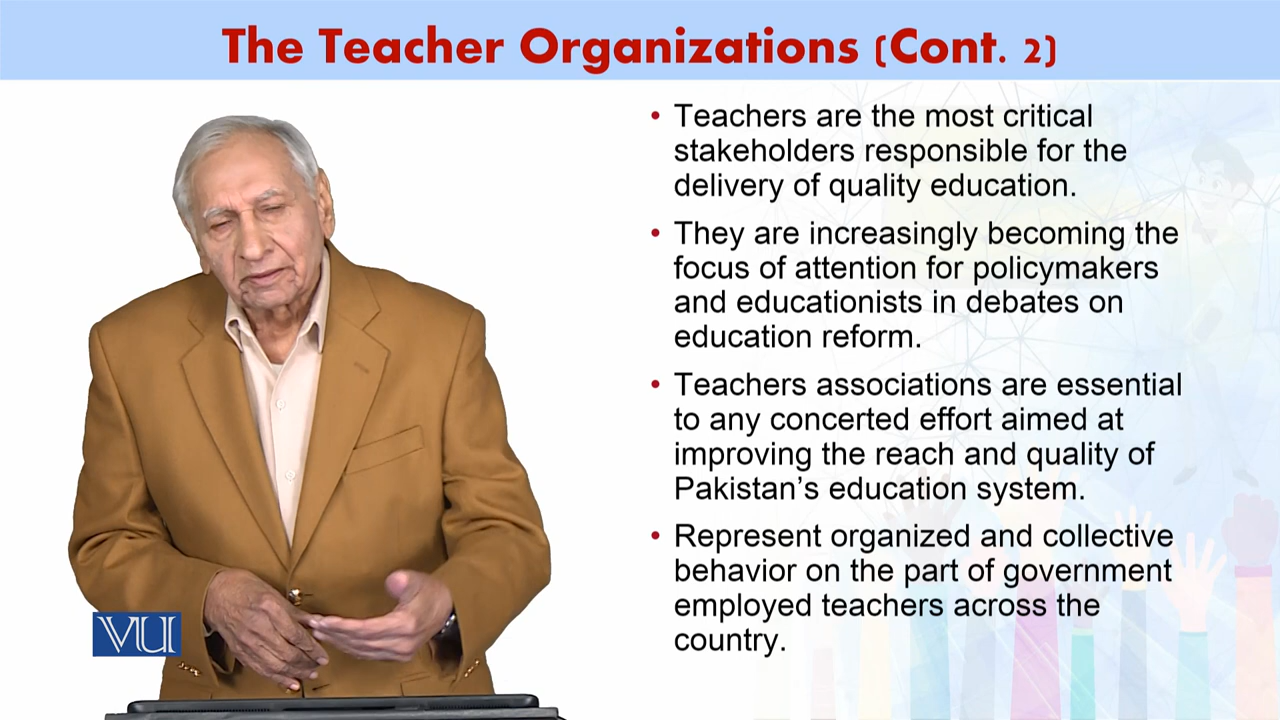 The Teacher Organizations (Cont. 2)
• Teachers are the most critical
stakeholders responsible for the
delivery of quality education.
• They are increasingly becoming the
focus of attention for policymakers
and educationists in debates on
education reform.
• Teachers associations are essential
to any concerted effort aimed at
improving the reach and quality of
Pakistan’s education system.
• Represent organized and collective
behavior on the part of government
employed teachers across the
country.
VU